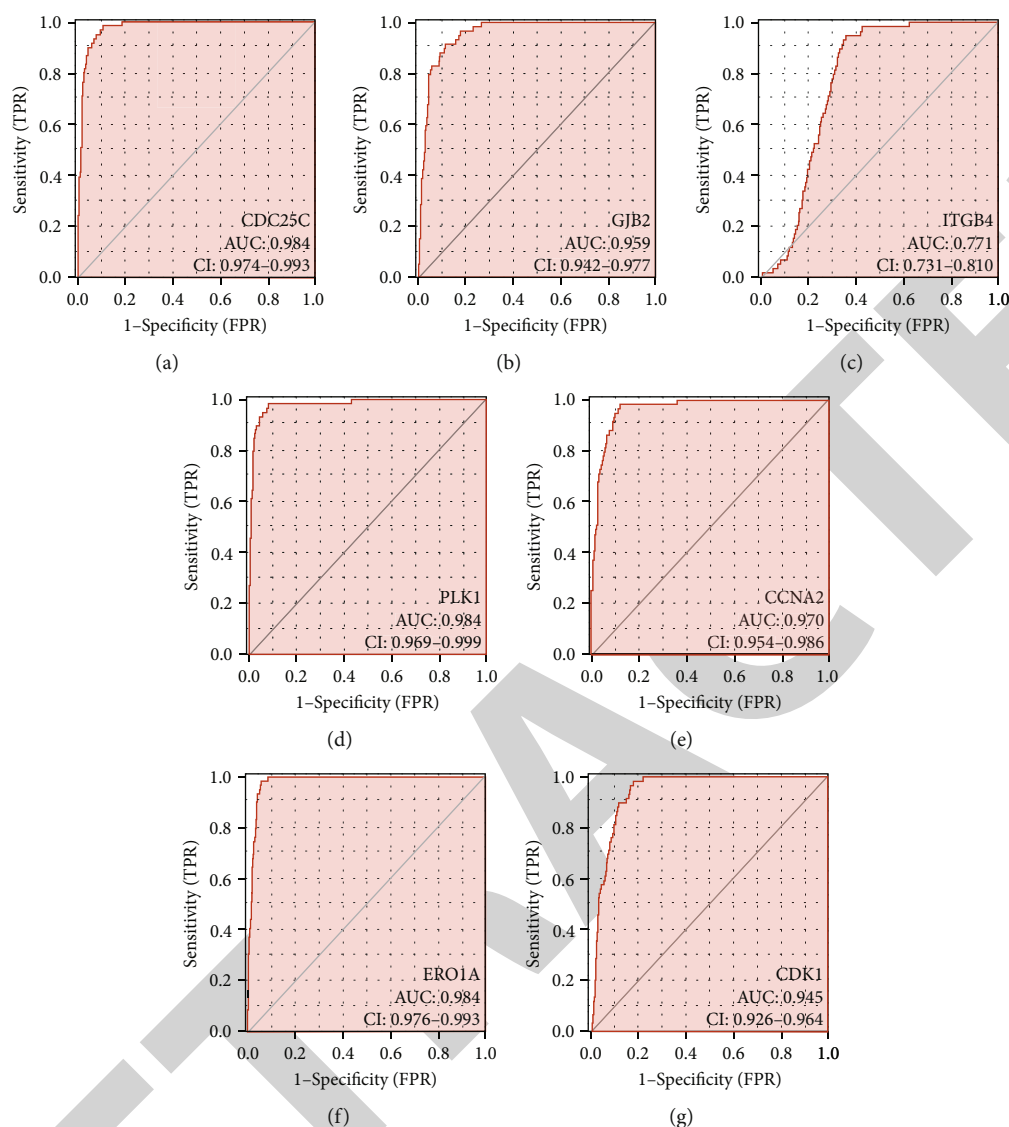 1.0
0.8
0.6
0.4
0.2
0.0
Sensitivity (TPR)
CDC25C
AUC: 0.984
CI: 0.974–0.993
0.0 0.2 0.4 0.6 0.8 1.0
1–Specificity (FPR)
(a)
1.0
0.8
0.6
0.4
0.2
0.0
Sensitivity (TPR)
GJB2
AUC: 0.959
CI: 0.942–0.977
0.0 0.2 0.4 0.6 0.8 1.0
1–Specificity (FPR)
(b)
1.0
0.8
0.6
0.4
0.2
0.0
Sensitivity (TPR)
ITGB4
AUC: 0.771
CI: 0.731–0.810
0.0 0.2 0.4 0.6 0.8 1.0
1–Specificity (FPR)
(c)
1.0
0.8
0.6
0.4
0.2
0.0
Sensitivity (TPR)
PLK1
AUC: 0.984
CI: 0.969–0.999
0.0 0.2 0.4 0.6 0.8 1.0
1–Specificity (FPR)
(d)
1.0
0.8
0.6
0.4
0.2
0.0
Sensitivity (TPR)
CCNA2
AUC: 0.970
CI: 0.954–0.986
0.0 0.2 0.4 0.6 0.8 1.0
1–Specificity (FPR)
(e)
1.0
0.8
0.6
0.4
0.2
0.0
Sensitivity (TPR)
ERO1A
AUC: 0.984
CI: 0.976–0.993
0.0 0.2 0.4 0.6 0.8 1.0
1–Specificity (FPR)
(f)
1.0
0.8
0.6
0.4
0.2
0.0
Sensitivity (TPR)
CDK1
AUC: 0.945
CI: 0.926–0.964
0.0 0.2 0.4 0.6 0.8 1.0
1–Specificity (FPR)
(g)